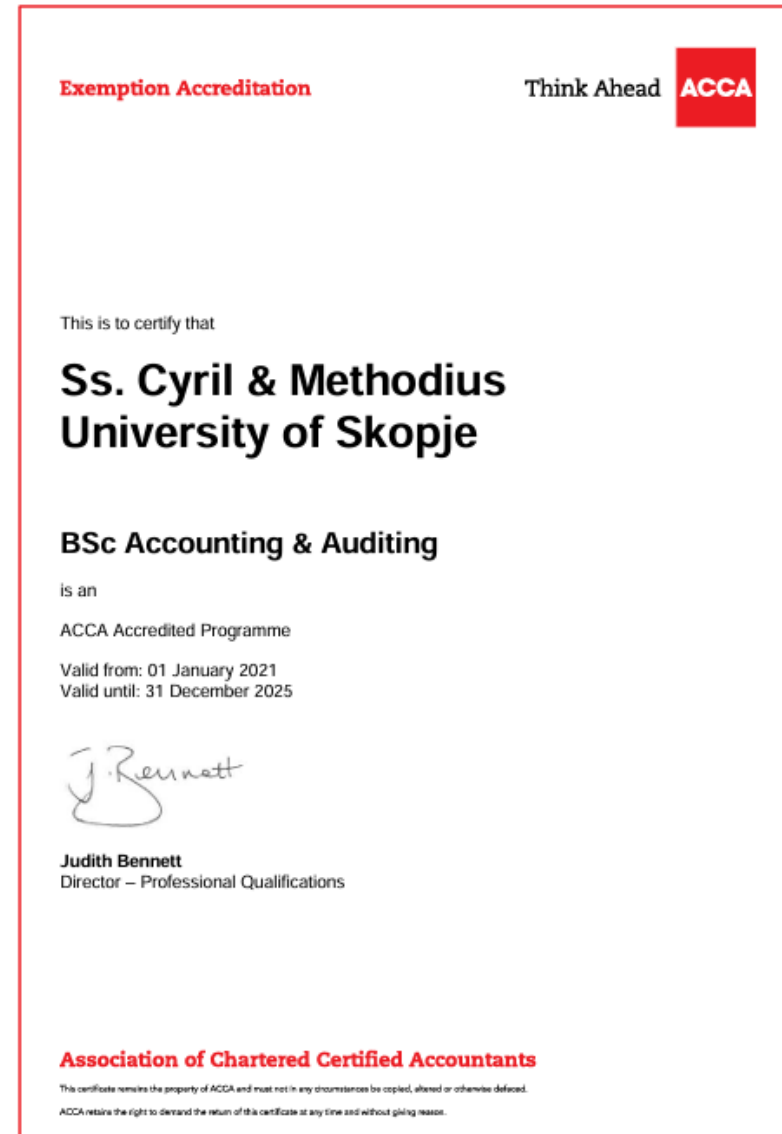 Exemption Accreditation
Think Ahead ACCA
This is to certify that
Ss. Cyril & Methodius
University of Skopje
BSc Accounting & Auditing
is an
ACCA Accredited Programme
Valid from: 01 January 2021
Valid until: 31 December 2025
J. Bennett
Judith Bennett
Director – Professional Qualifications
Association of Chartered Certified Accountants
This certificate remains the property of ACCA and must not in any circumstances be copied, altered or otherwise defaced.
ACCA retains the right to demand the return of this certificate at any time and without giving reason.